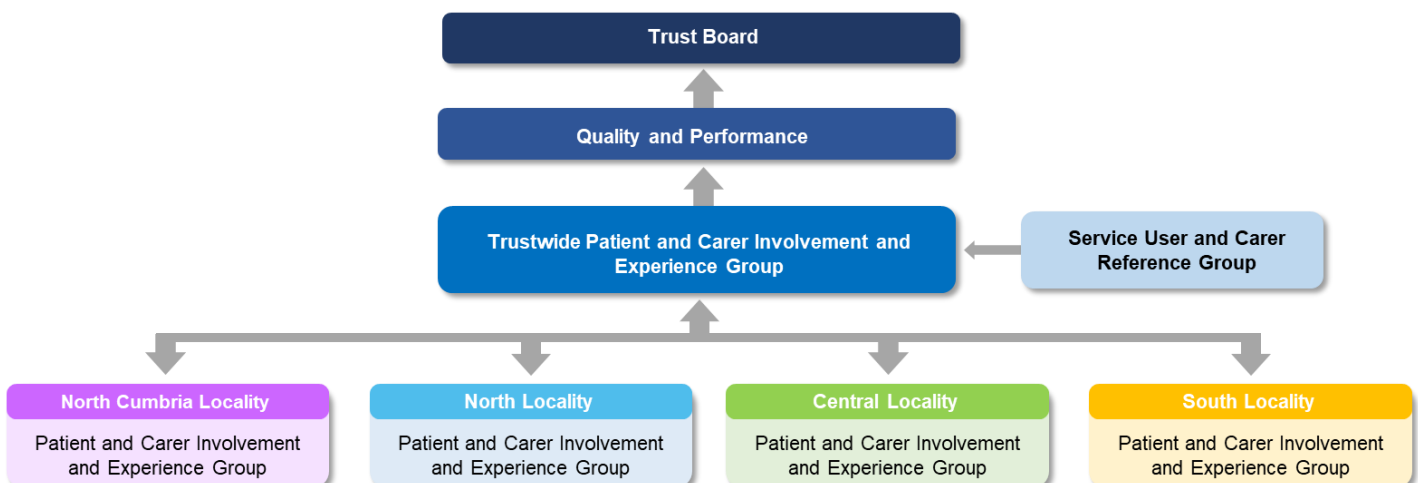 Trust Board
Quality and Performance
Trustwide Patient and Carer Involvement and
Experience Group
Service User and Carer
Reference Group
North Cumbria Locality
Patient and Carer Involvement
and Experience Group
North Locality
Patient and Carer Involvement
and Experience Group
Central Locality
Patient and Carer Involvement
and Experience Group
South Locality
Patient and Carer Involvement
and Experience Group